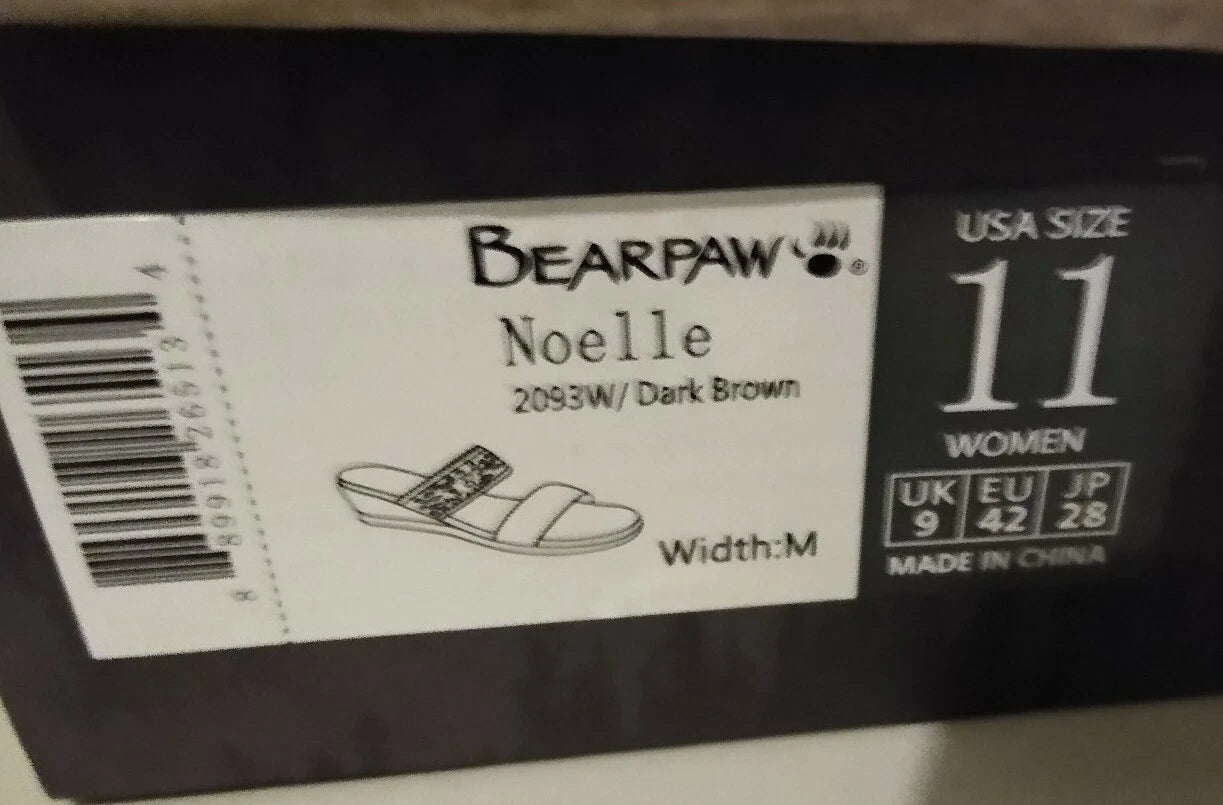 BEARPAW ®
Noelle
2093W/ Dark Brown
Width:M
USA SIZE
11
WOMEN
UK EU JP
9 42 28
MADE IN CHINA